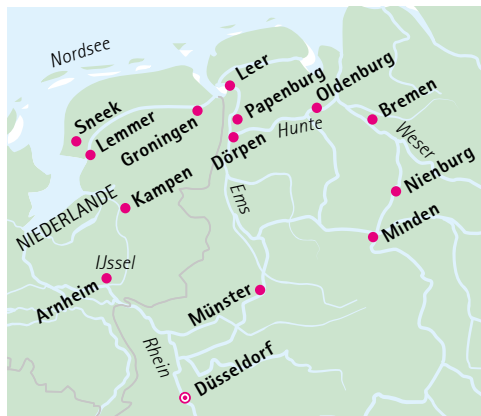 Nordsee
Leer
Sneek
Lemmer
Groningen
Papenburg
Oldenburg
Dörpen
Hunte
Bremen
Weser
NIEDERLANDE
Kampen
Ems
Nienburg
Minden
IJssel
Arnheim
Münster
Rhein
Düsseldorf